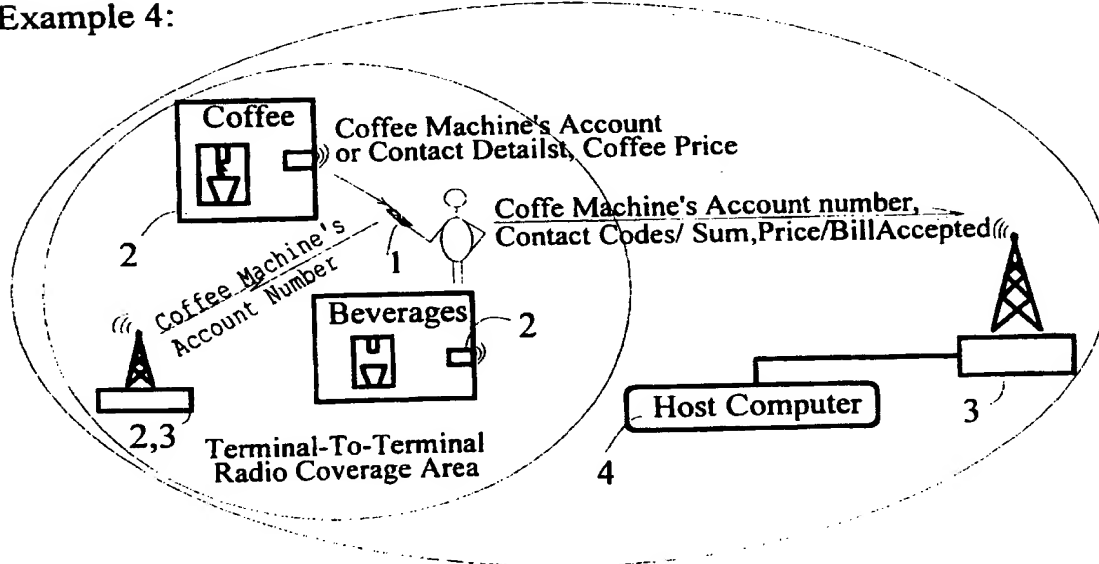 Example 4:
Coffee
Coffee Machine's Account
or Contact Detailst, Coffee Price
Coffe Machine's Account number,
Contact Codes/ Sum,Price/BillAccepted
2
1
Coffee Machine's
Account Number
Beverages
2
2,3
Terminal-To-Terminal
Radio Coverage Area
Host Computer
4
3